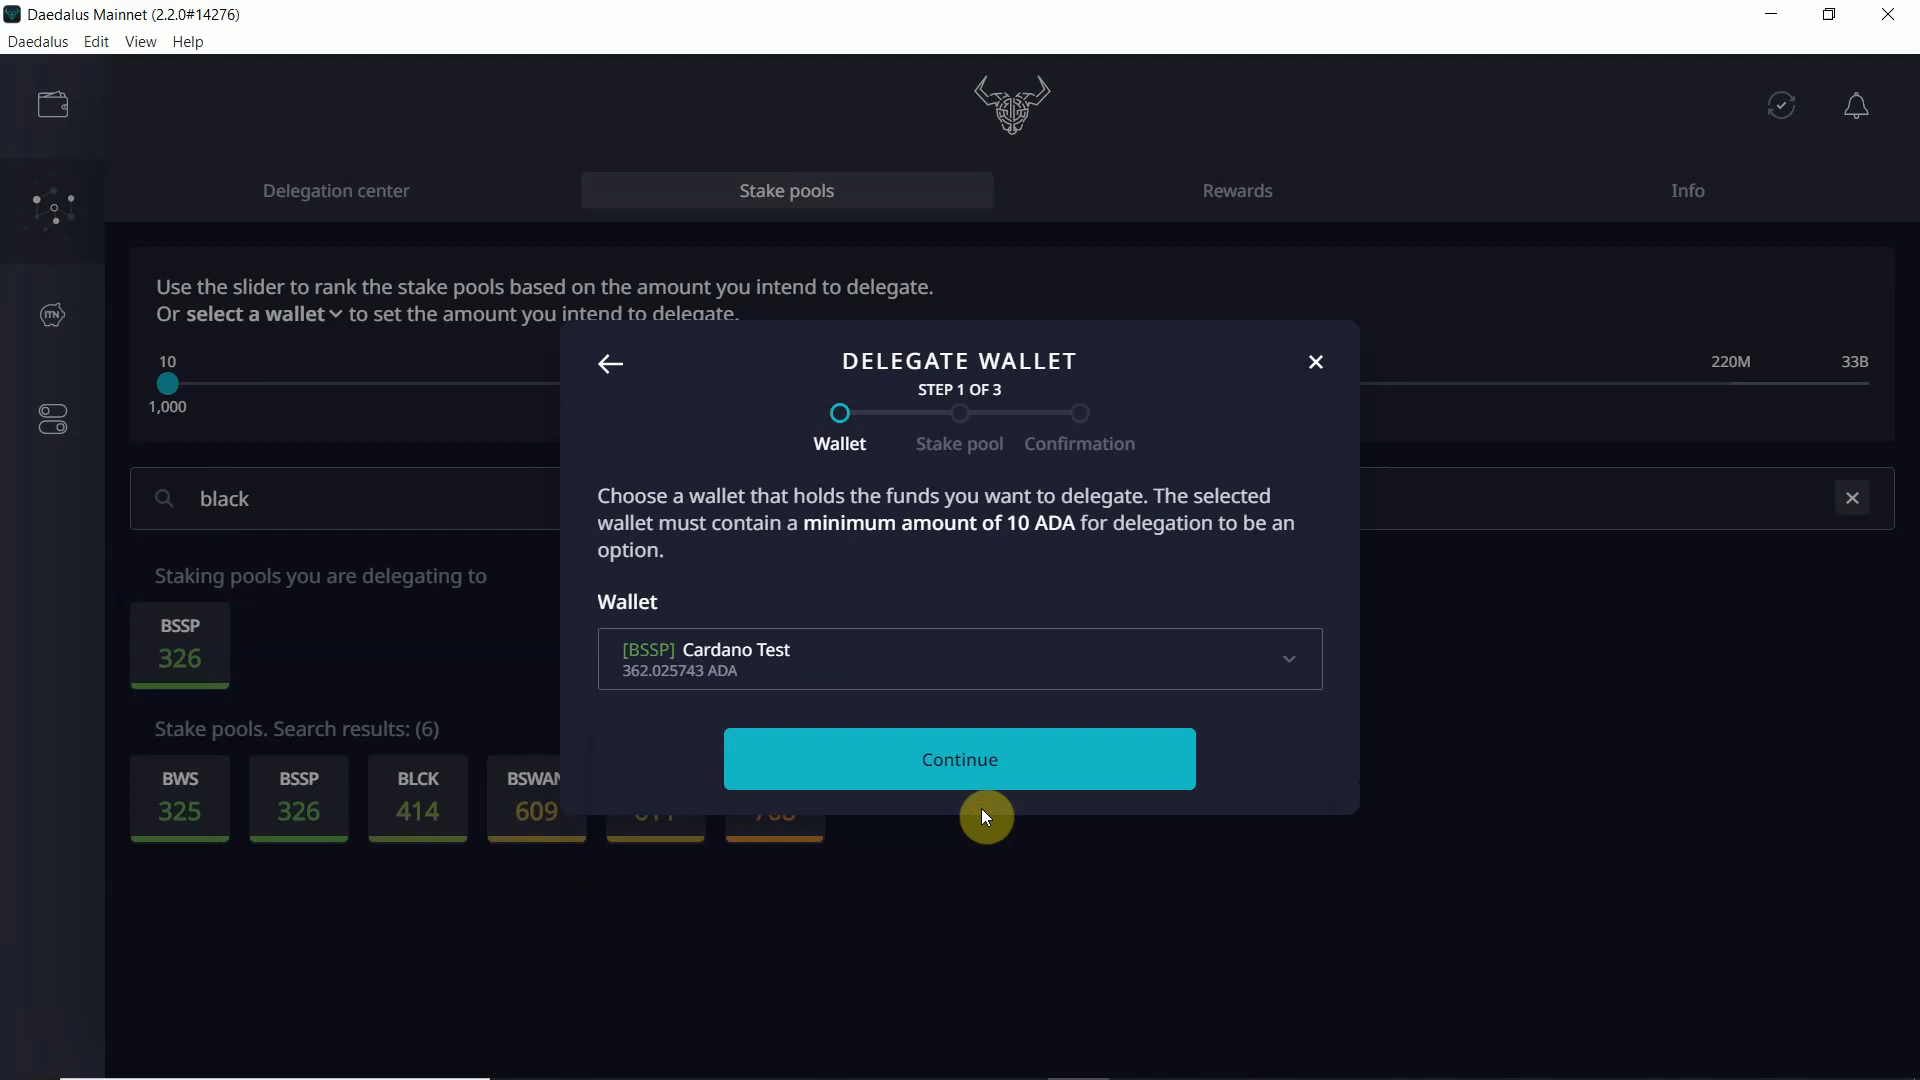 Daedalus Mainnet (2.2.0#14276)
Daedalus Edit View Help
Delegation center Stake pools Rewards Info
Use the slider to rank the stake pools based on the amount you intend to delegate.
Or select a wallet to set the amount you intend to delegate.
10 220M 33B
1,000
ITN
DELEGATE WALLET
STEP 1 OF 3
Wallet Stake pool Confirmation
black
Choose a wallet that holds the funds you want to delegate. The selected
wallet must contain a minimum amount of 10 ADA for delegation to be an
option.
Staking pools you are delegating to
BSSP
326
Wallet
[BSSP] Cardano Test
362.025743 ADA
Continue
Stake pools. Search results: (6)
BWS BSSP BLCK BSWAN
325 326 414 609